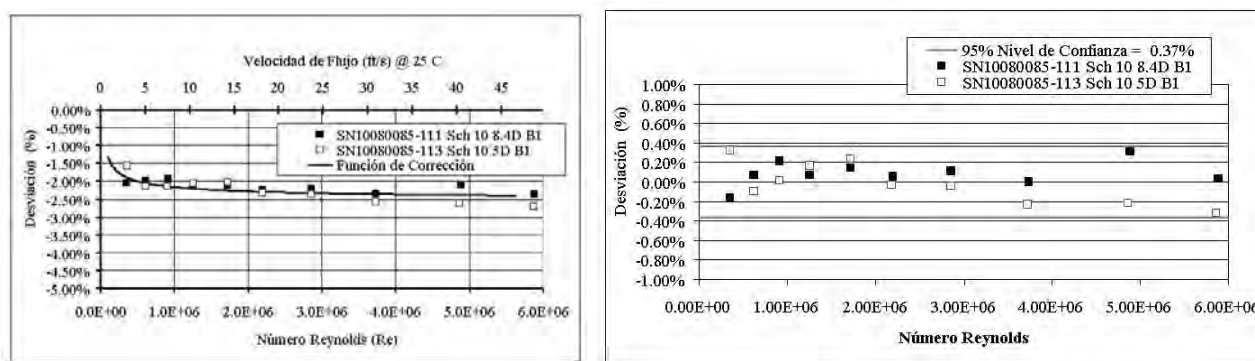 Velocidad de Flujo (ft/s) @ 25 C
0 5 10 15 20 25 30 35 40 45
0.00%
-0.50%
-1.00%
-1.50%
-2.00%
-2.50%
-3.00%
-3.50%
-4.00%
-4.50%
-5.00%
Desviación (%)
SN10080085-111 Sch 10 8.4D B1
SN10080085-113 Sch 10 5D B1
Función de Corrección
0.0E+00 1.0E+06 2.0E+06 3.0E+06 4.0E+06 5.0E+06 6.0E+06
Número Reynolds (Re)
95% Nivel de Confianza = 0.37%
SN10080085-111 Sch 10 8.4D B1
SN10080085-113 Sch 10 5D B1
1.00%
0.80%
0.60%
0.40%
0.20%
0.00%
-0.20%
-0.40%
-0.60%
-0.80%
-1.00%
Desviación (%)
0.00E+00 1.00E+06 2.00E+06 3.00E+06 4.00E+06 5.00E+06 6.00E+06
Número Reynolds